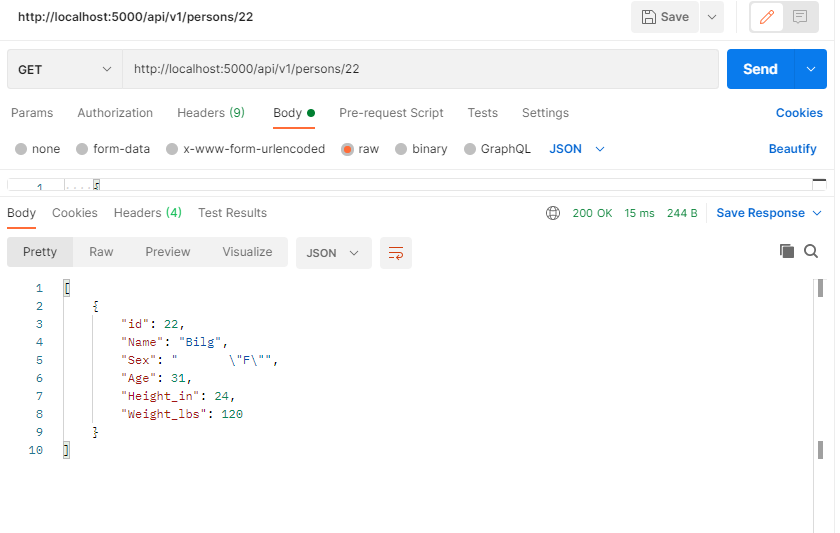 http://localhost:5000/api/v1/persons/22
Save
GET
http://localhost:5000/api/v1/persons/22
Send
Params Authorization Headers (9) Body Pre-request Script Tests Settings Cookies
none form-data x-www-form-urlencoded raw binary GraphQL JSON Beautify
1 ····{
Body Cookies Headers (4) Test Results 200 OK 15 ms 244 B Save Response
Pretty Raw Preview Visualize JSON
1 [
2 {
3 "id": 22,
4 "Name": "Bilg",
5 "Sex": "       \"F\"",
6 "Age": 31,
7 "Height_in": 24,
8 "Weight_lbs": 120
9 }
10 ]